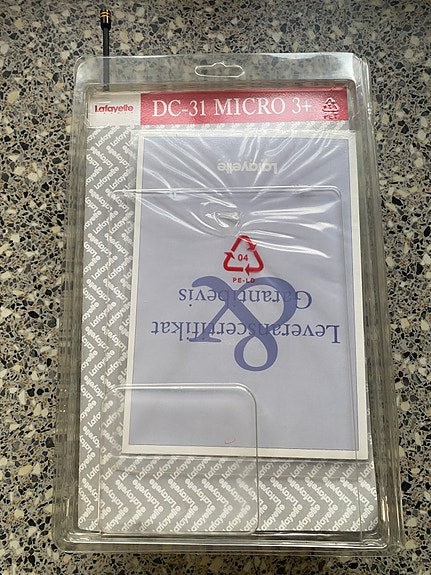 Lafayette
DC-31 MICRO 3+
Lafayette
04
PE-LD
Leveranscertifikat
&
Garantibevis